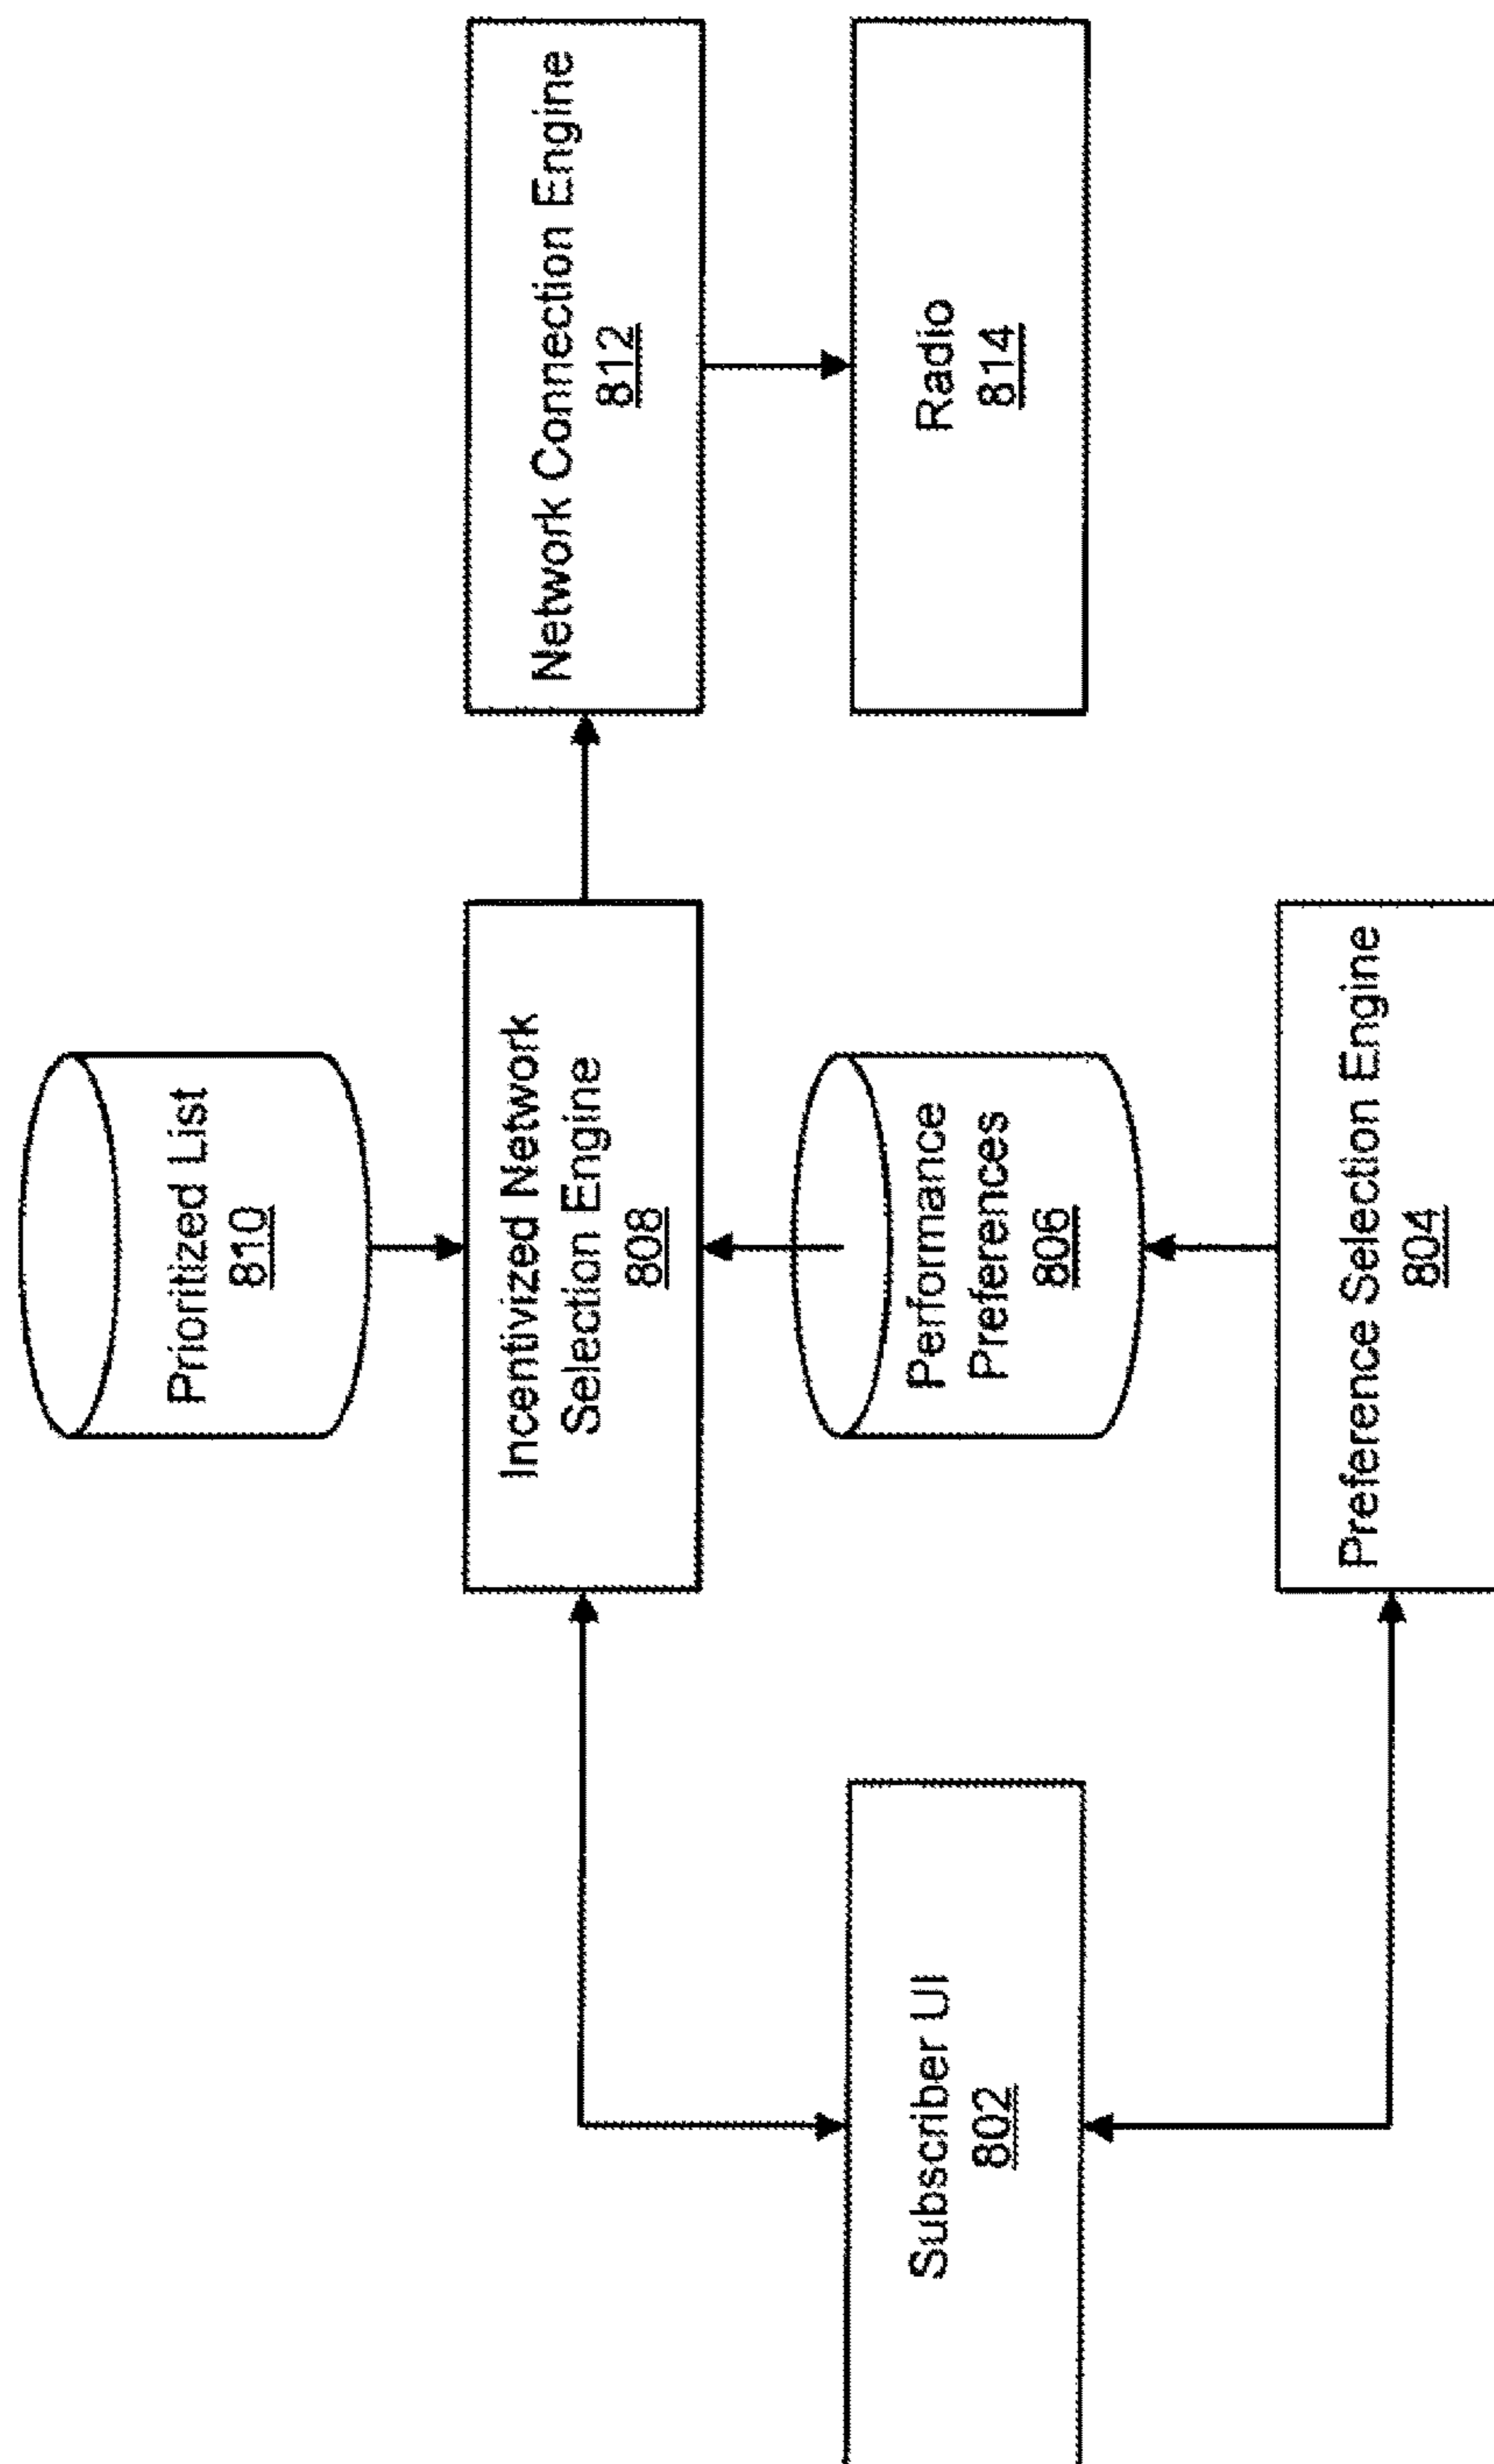 Prioritized List
810
Incentivized Network
Selection Engine
808
Network Connection Engine
812
Subscriber UI
802
Performance
Preferences
806
Radio
814
Preference Selection Engine
804